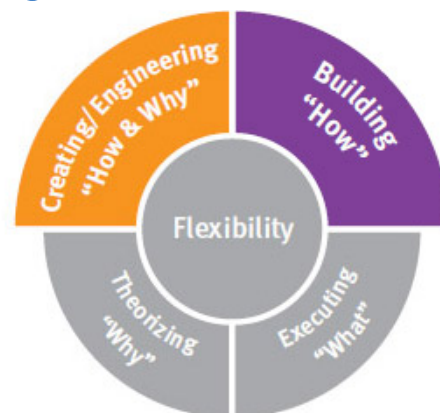 Creating/Engineering
“How & Why”
Building
“How”
Flexibility
Theorizing
“Why”
Executing
“What”